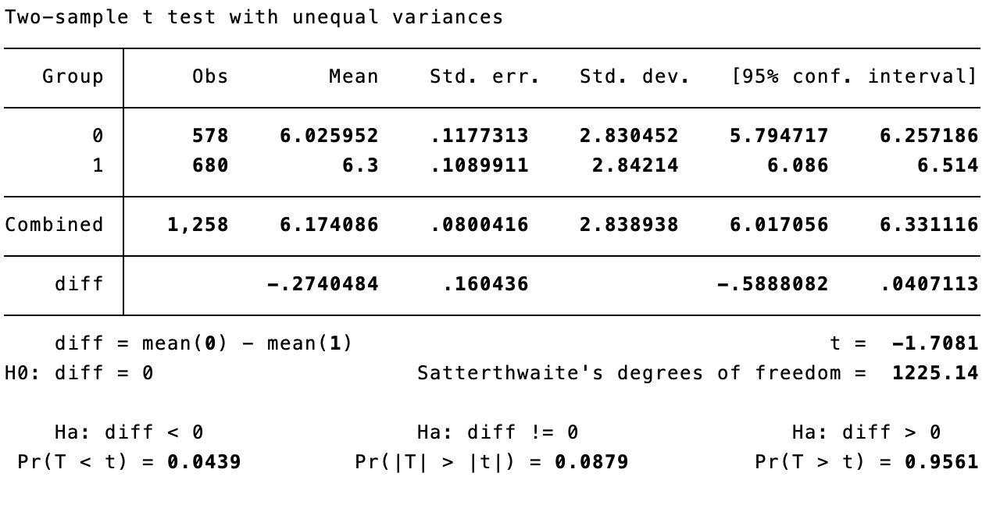 Two-sample t test with unequal variances
Group Obs Mean Std. err. Std. dev. [95% conf. interval]
0 578 6.025952 .1177313 2.830452 5.794717 6.257186
1 680 6.3 .1089911 2.84214 6.086 6.514
Combined 1,258 6.174086 .0800416 2.838938 6.017056 6.331116
diff -.2740484 .160436 -.5888082 .0407113
diff = mean(0) - mean(1) t = -1.7081
H0: diff = 0 Satterthwaite's degrees of freedom = 1225.14
Ha: diff < 0 Ha: diff != 0 Ha: diff > 0
Pr(T < t) = 0.0439 Pr(|T| > |t|) = 0.0879 Pr(T > t) = 0.9561